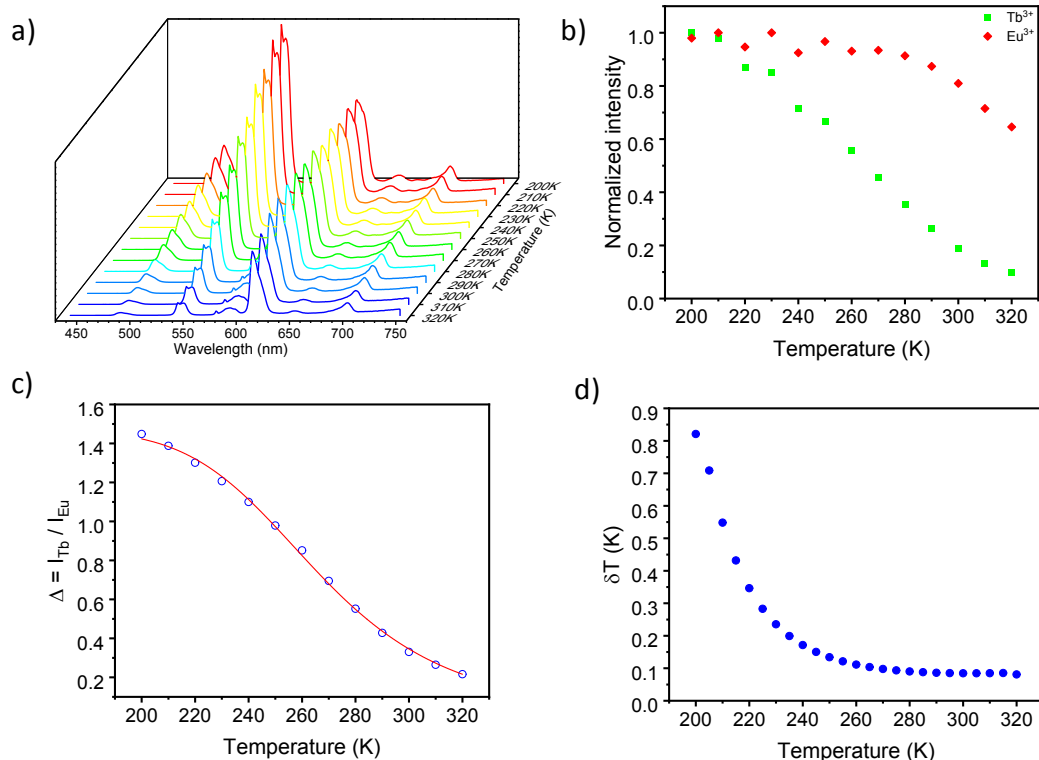 a)
200K
210K
220K
230K
240K
250K
260K
270K
280K
290K
300K
310K
320K
Temperature (K)
450 500 550 600 650 700 750
Wavelength (nm)
b)
Tb³⁺
Eu³⁺
1.0
0.8
0.6
0.4
0.2
0.0
Normalized intensity
200 220 240 260 280 300 320
Temperature (K)
c)
1.6
1.4
1.2
1.0
0.8
0.6
0.4
0.2
Δ = I_Tb / I_Eu
200 220 240 260 280 300 320
Temperature (K)
d)
0.9
0.8
0.7
0.6
0.5
0.4
0.3
0.2
0.1
0.0
δT (K)
200 220 240 260 280 300 320
Temperature (K)